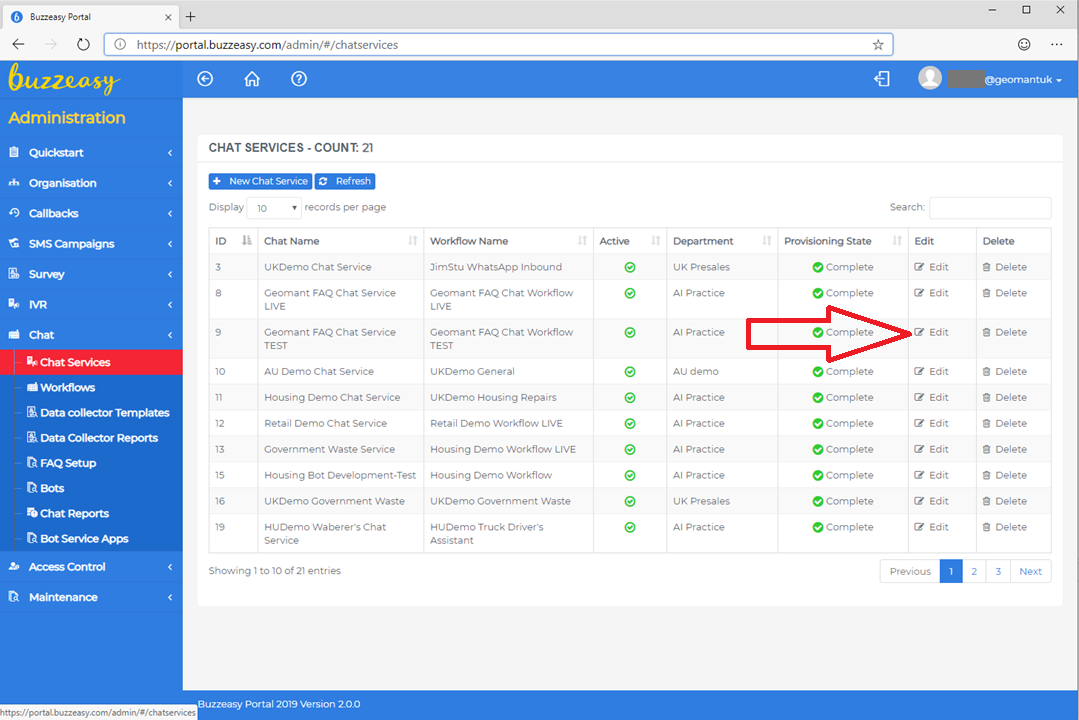 Buzzeasy Portal
https://portal.buzzeasy.com/admin/#/chatservices
buzzeasy
@geomantuk
Administration
Quickstart
Organisation
Callbacks
SMS Campaigns
Survey
IVR
Chat
Chat Services
Workflows
Data collector Templates
Data Collector Reports
FAQ Setup
Bots
Chat Reports
Bot Service Apps
Access Control
Maintenance
CHAT SERVICES - COUNT: 21
New Chat Service Refresh
Display 10 records per page Search:
ID Chat Name Workflow Name Active Department Provisioning State Edit Delete
3 UKDemo Chat Service JimStu WhatsApp Inbound UK Presales Complete Edit Delete
8 Geomant FAQ Chat Service Geomant FAQ Chat Workflow AI Practice Complete Edit Delete
LIVE LIVE
9 Geomant FAQ Chat Service Geomant FAQ Chat Workflow AI Practice Complete Edit Delete
TEST TEST
10 AU Demo Chat Service UKDemo General AU demo Complete Edit Delete
11 Housing Demo Chat Service UKDemo Housing Repairs AI Practice Complete Edit Delete
12 Retail Demo Chat Service Retail Demo Workflow LIVE AI Practice Complete Edit Delete
13 Government Waste Service Housing Demo Workflow LIVE AI Practice Complete Edit Delete
15 Housing Bot Development-Test Housing Demo Workflow AI Practice Complete Edit Delete
16 UKDemo Government Waste UKDemo Government Waste UK Presales Complete Edit Delete
19 HUDemo Waberer's Chat HUDemo Truck Driver's AI Practice Complete Edit Delete
Service Assistant
Showing 1 to 10 of 21 entries Previous 1 2 3 Next
Buzzeasy Portal 2019 Version 2.0.0
https://portal.buzzeasy.com/admin/#/chatservices